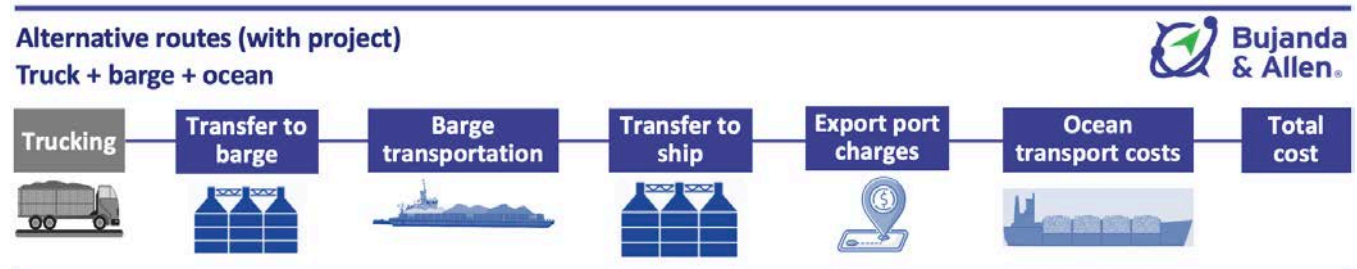 Alternative routes (with project)
Truck + barge + ocean
Bujanda
& Allen®
Trucking
Transfer to
barge
Barge
transportation
Transfer to
ship
Export port
charges
Ocean
transport costs
Total
cost
$